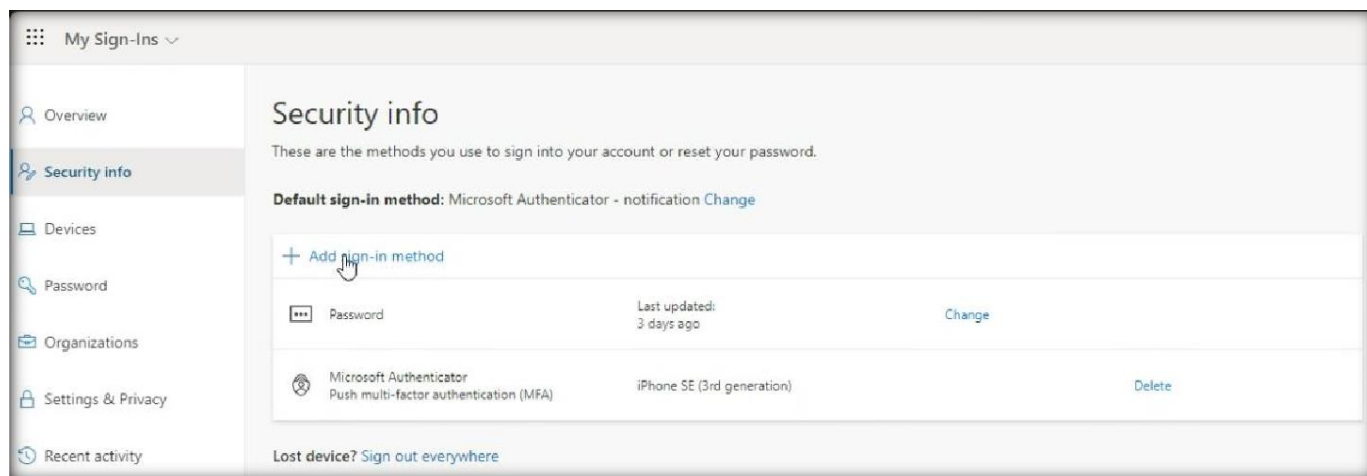 My Sign-Ins
Overview
Security info
Devices
Password
Organizations
Settings & Privacy
Recent activity
Security info
These are the methods you use to sign into your account or reset your password.
Default sign-in method: Microsoft Authenticator - notification Change
Add sign-in method
Password
Last updated:
3 days ago
Change
Microsoft Authenticator
Push multi-factor authentication (MFA)
iPhone SE (3rd generation)
Delete
Lost device? Sign out everywhere